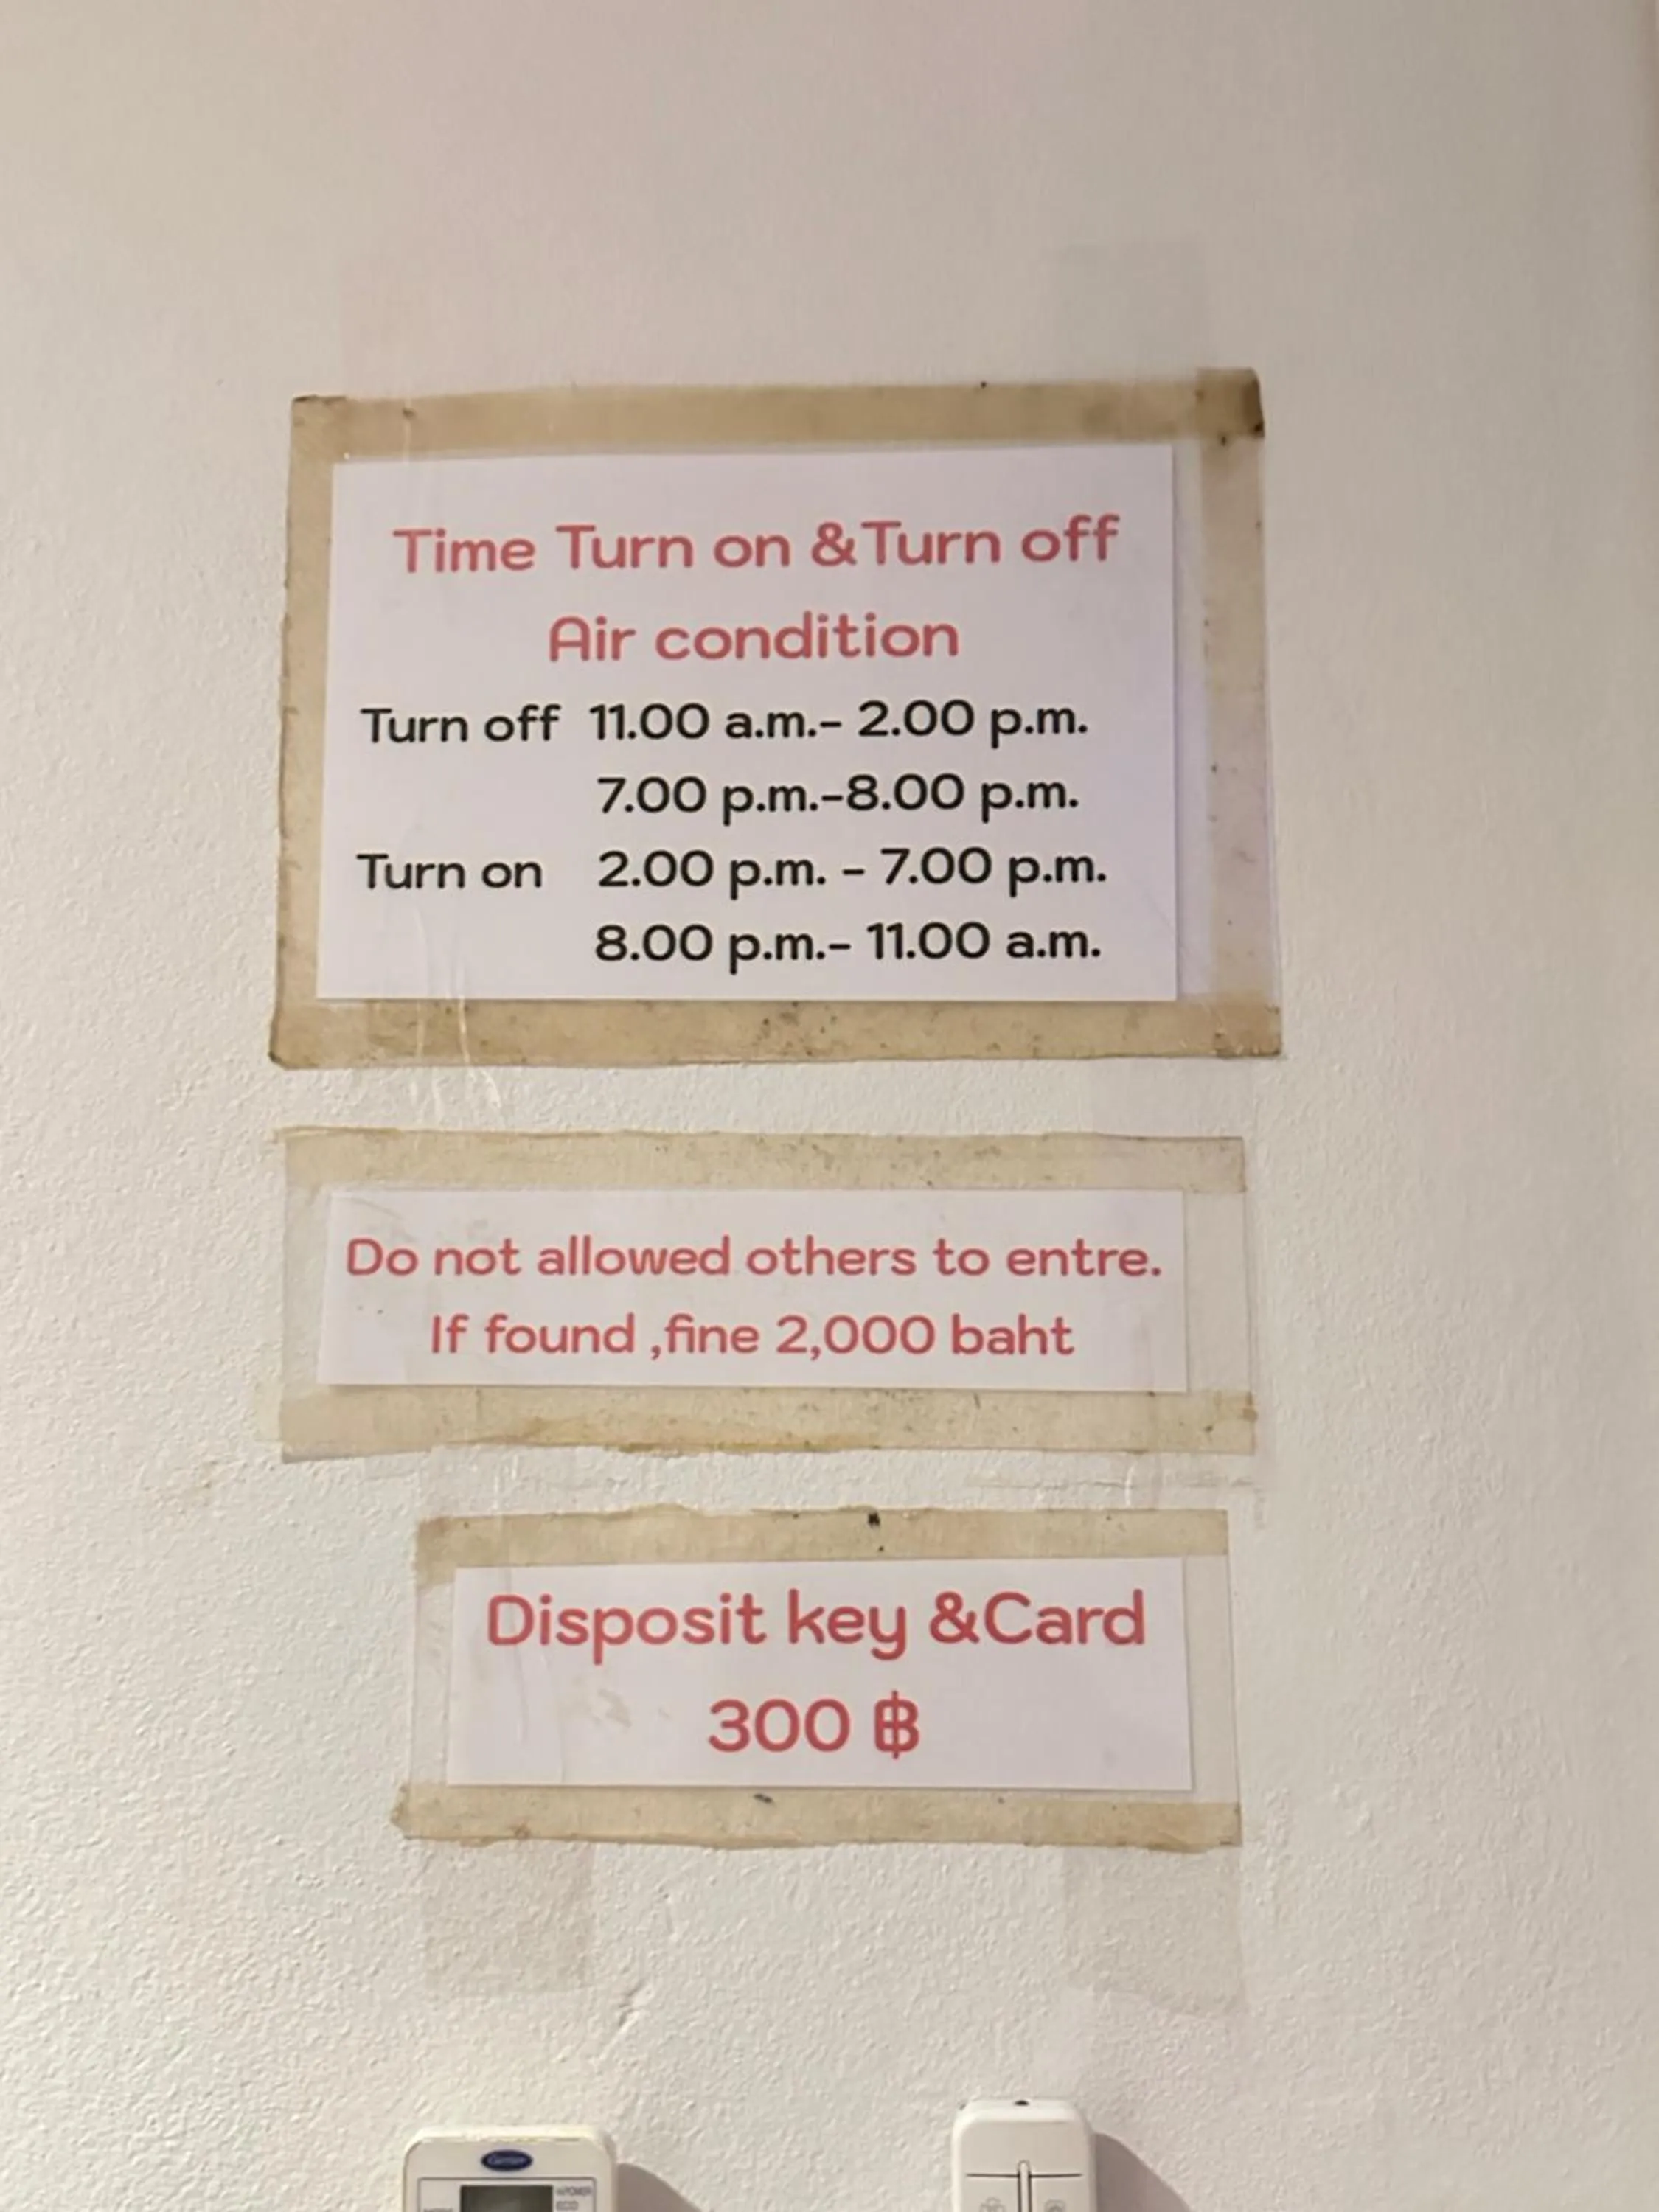 Time Turn on &Turn off
Air condition
Turn off 11.00 a.m.- 2.00 p.m.
7.00 p.m.-8.00 p.m.
Turn on 2.00 p.m. - 7.00 p.m.
8.00 p.m.- 11.00 a.m.
Do not allowed others to entre.
If found ,fine 2,000 baht
Disposit key &Card
300 ฿
Carrier
ECO